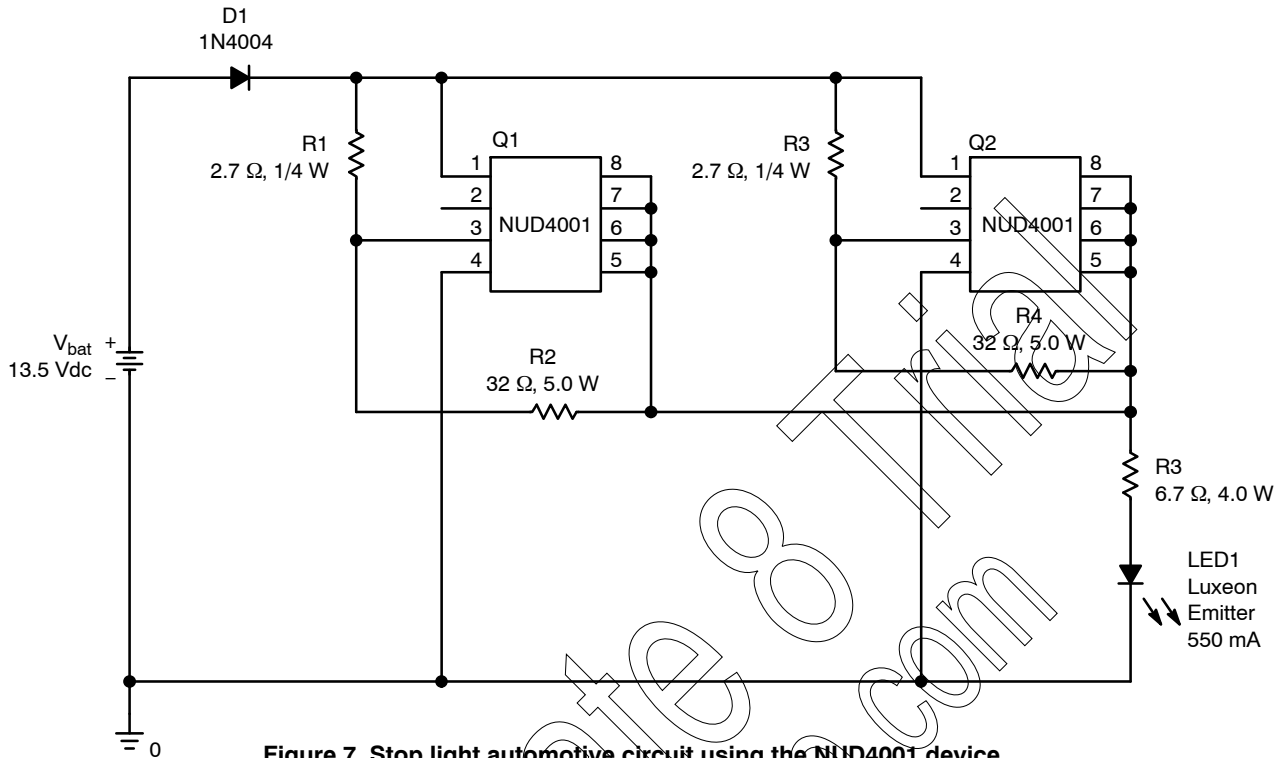 D1
1N4004
R1
2.7 Ω, 1/4 W
Q1
1
2
3
4
NUD4001
8
7
6
5
R3
2.7 Ω, 1/4 W
Q2
1
2
3
4
NUD4001
8
7
6
5
R4
32 Ω, 5.0 W
Vbat
13.5 Vdc
+
−
R2
32 Ω, 5.0 W
R3
6.7 Ω, 4.0 W
LED1
Luxeon
Emitter
550 mA
0
Trial
8
com
Figure 7. Stop light automotive circuit using the NUD4001 device